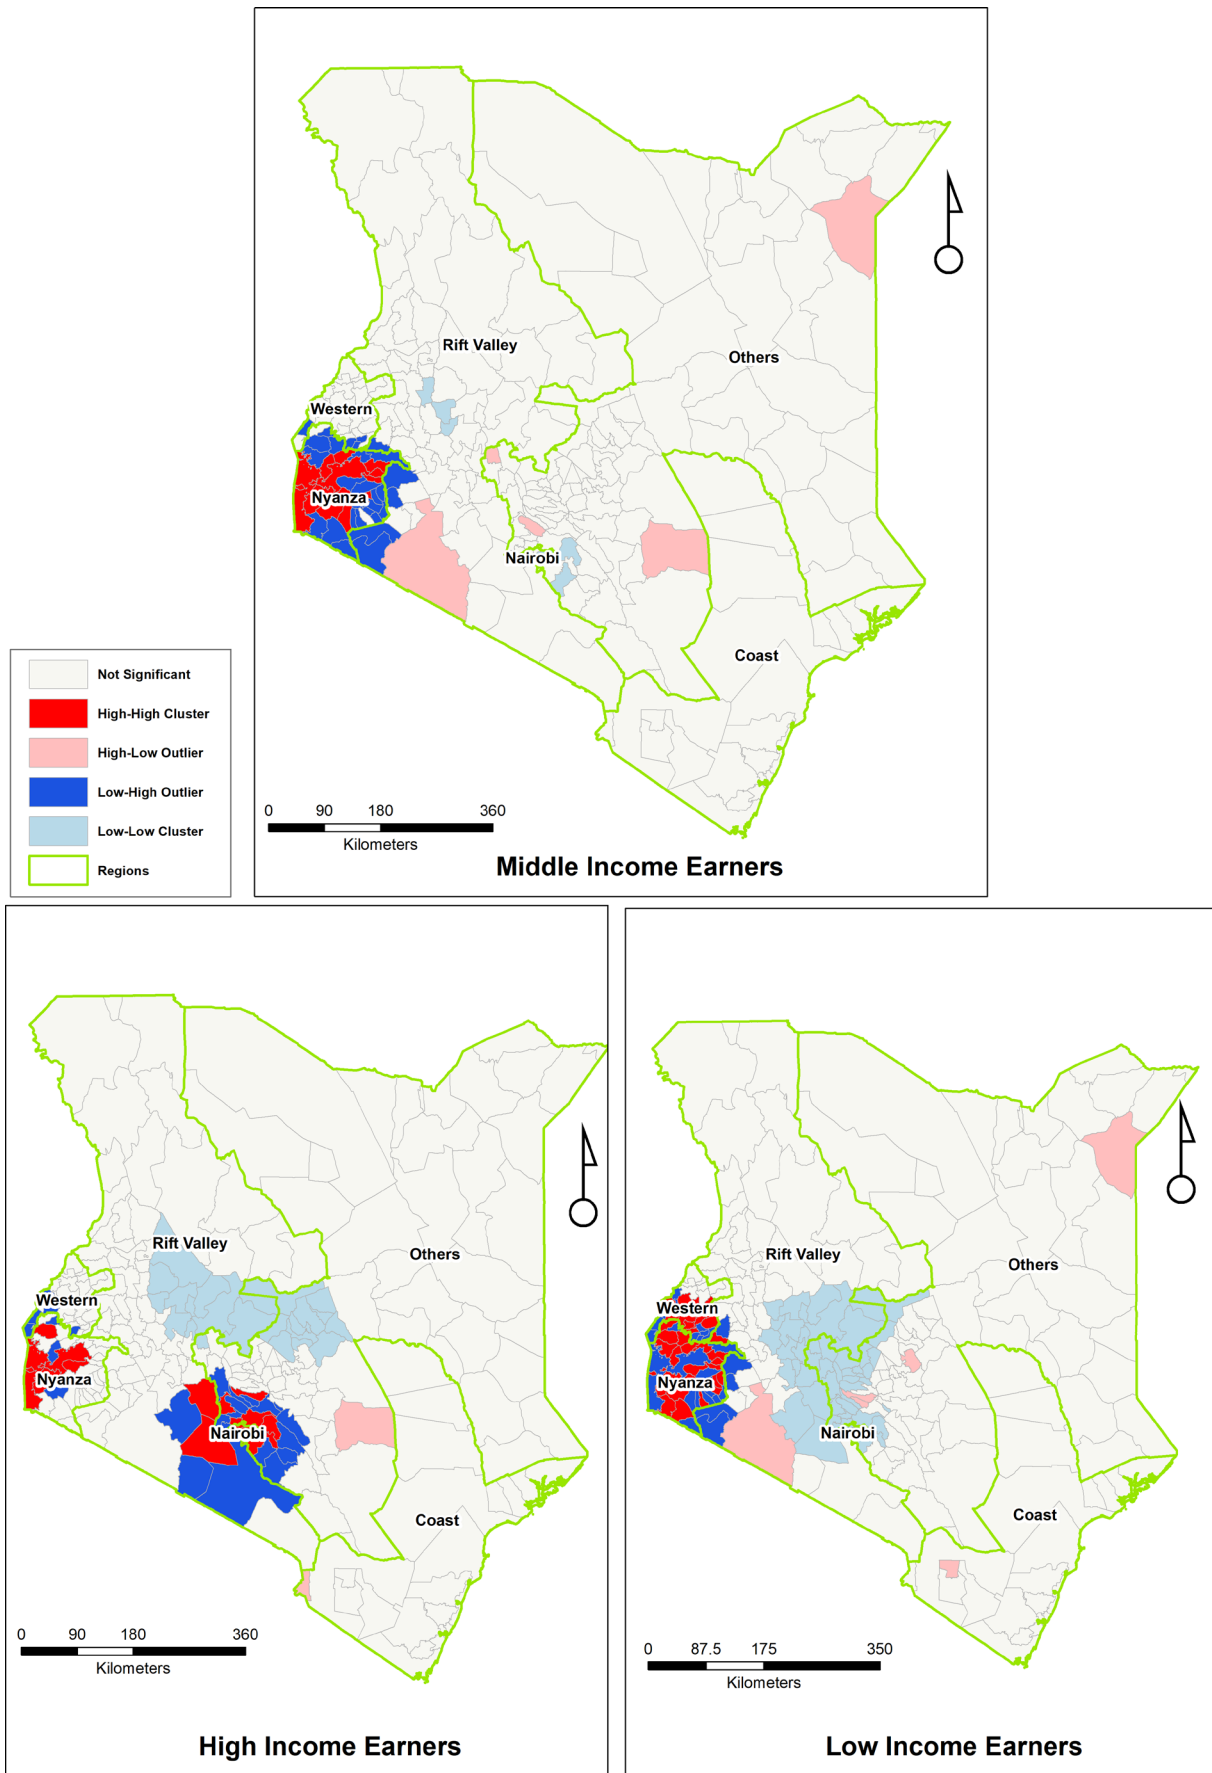 Rift Valley
Others
Western
Nyanza
Nairobi
Coast
0 90 180 360
Kilometers
Middle Income Earners
Not Significant
High-High Cluster
High-Low Outlier
Low-High Outlier
Low-Low Cluster
Regions
Rift Valley
Others
Western
Nyanza
Nairobi
Coast
0 90 180 360
Kilometers
High Income Earners
Rift Valley
Others
Western
Nyanza
Nairobi
Coast
0 87.5 175 350
Kilometers
Low Income Earners